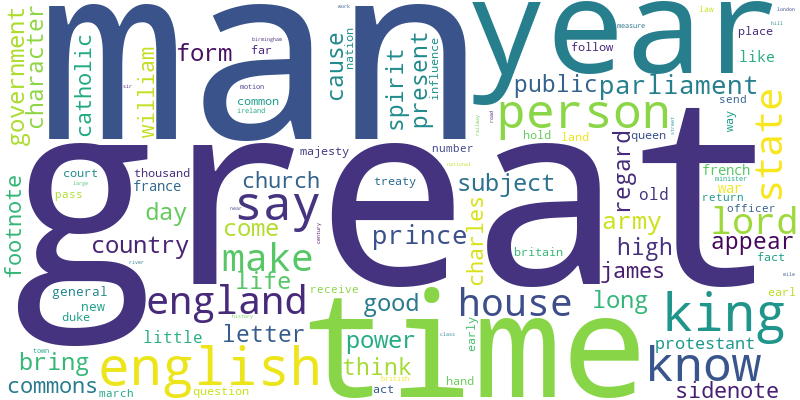 man
year
great
time
government
character
catholic
william
form
birmingham
far
common
ireland
motion
sir
cause
nation
spirit
present
influence
work
measure
law
london
hill
place
follow
like
public
parliament
person
state
send
way
road
railway
street
hold
land
queen
footnote
court
large
pass
thousand
france
day
church
majesty
say
number
treaty
subject
regard
old
french
minister
war
return
officer
lord
near
country
come
make
life
century
prince
charles
britain
army
high
james
appear
fact
mile
earl
river
general
new
duke
england
receive
good
house
long
king
history
little
letter
early
power
class
protestant
town
bring
commons
march
english
question
think
british
act
hand
know
sidenote
national